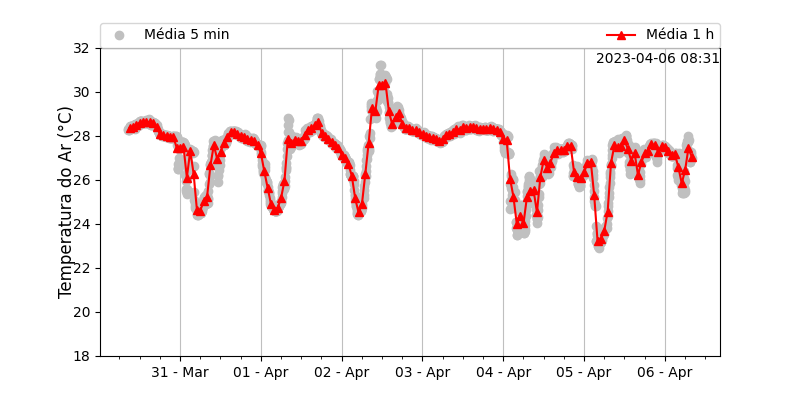 Média 5 min
Média 1 h
2023-04-06 08:31
Temperatura do Ar (°C)
32
30
28
26
24
22
20
18
31 - Mar
01 - Apr
02 - Apr
03 - Apr
04 - Apr
05 - Apr
06 - Apr